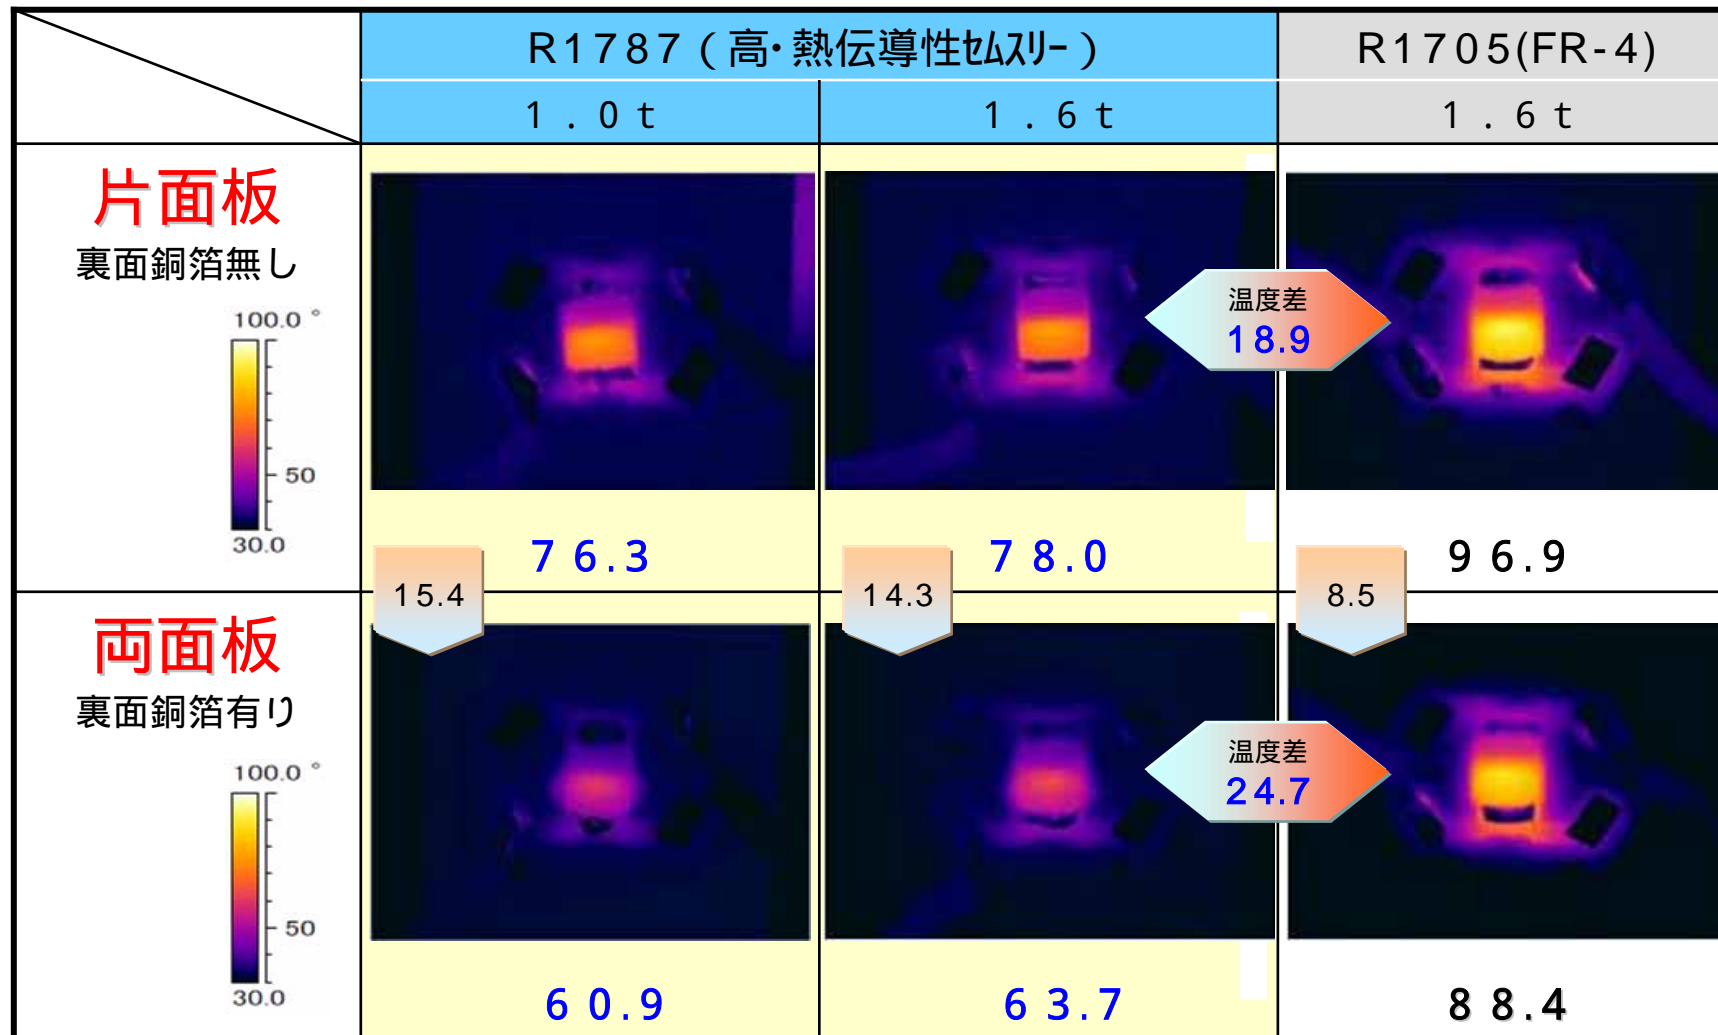 R1787（高・熱伝導性ｾﾑｽﾘｰ）
R1705(FR-4)
1.0t
1.6t
1.6t
片面板
裏面銅箔無し
100.0 °
50
30.0
温度差
18.9
76.3
78.0
96.9
15.4
14.3
8.5
両面板
裏面銅箔有り
100.0 °
50
30.0
温度差
24.7
60.9
63.7
88.4